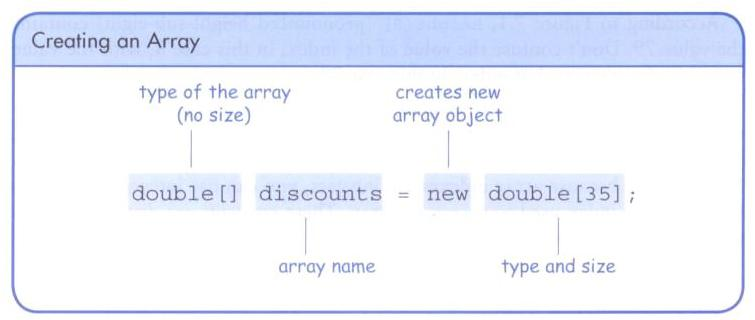 Creating an Array
type of the array
(no size)
creates new
array object
double[] discounts = new double[35];
array name
type and size